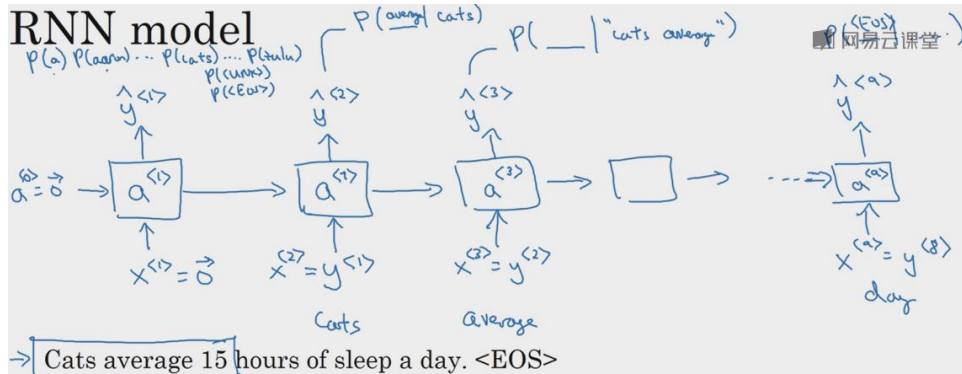 RNN model
P(average|cats)
P(__|"cats average")
P(<EOS>|...)
网易云课堂
P(a) P(aaron) ... P(cats) ... P(zulu)
P(<UNK>)
P(<EOS>)
ŷ<1> ŷ<2> ŷ<3> ŷ<9>
a<0>=0⃗ → a<1> → a<2> → a<3> → → ---→ a<9>
x<1>=0⃗ x<2>=y<1> x<3>=y<2> x<9>=y<8>
Cats average day
→ Cats average 15 hours of sleep a day. <EOS>